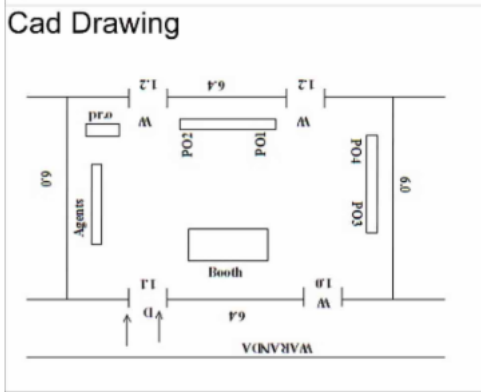 Cad Drawing
1.2 6.4 1.2
pr.o W W
PO2 PO1
PO4
6.0 6.0
Agents PO3
Booth
1.1 1.0
D 6.4 W
WARANDA